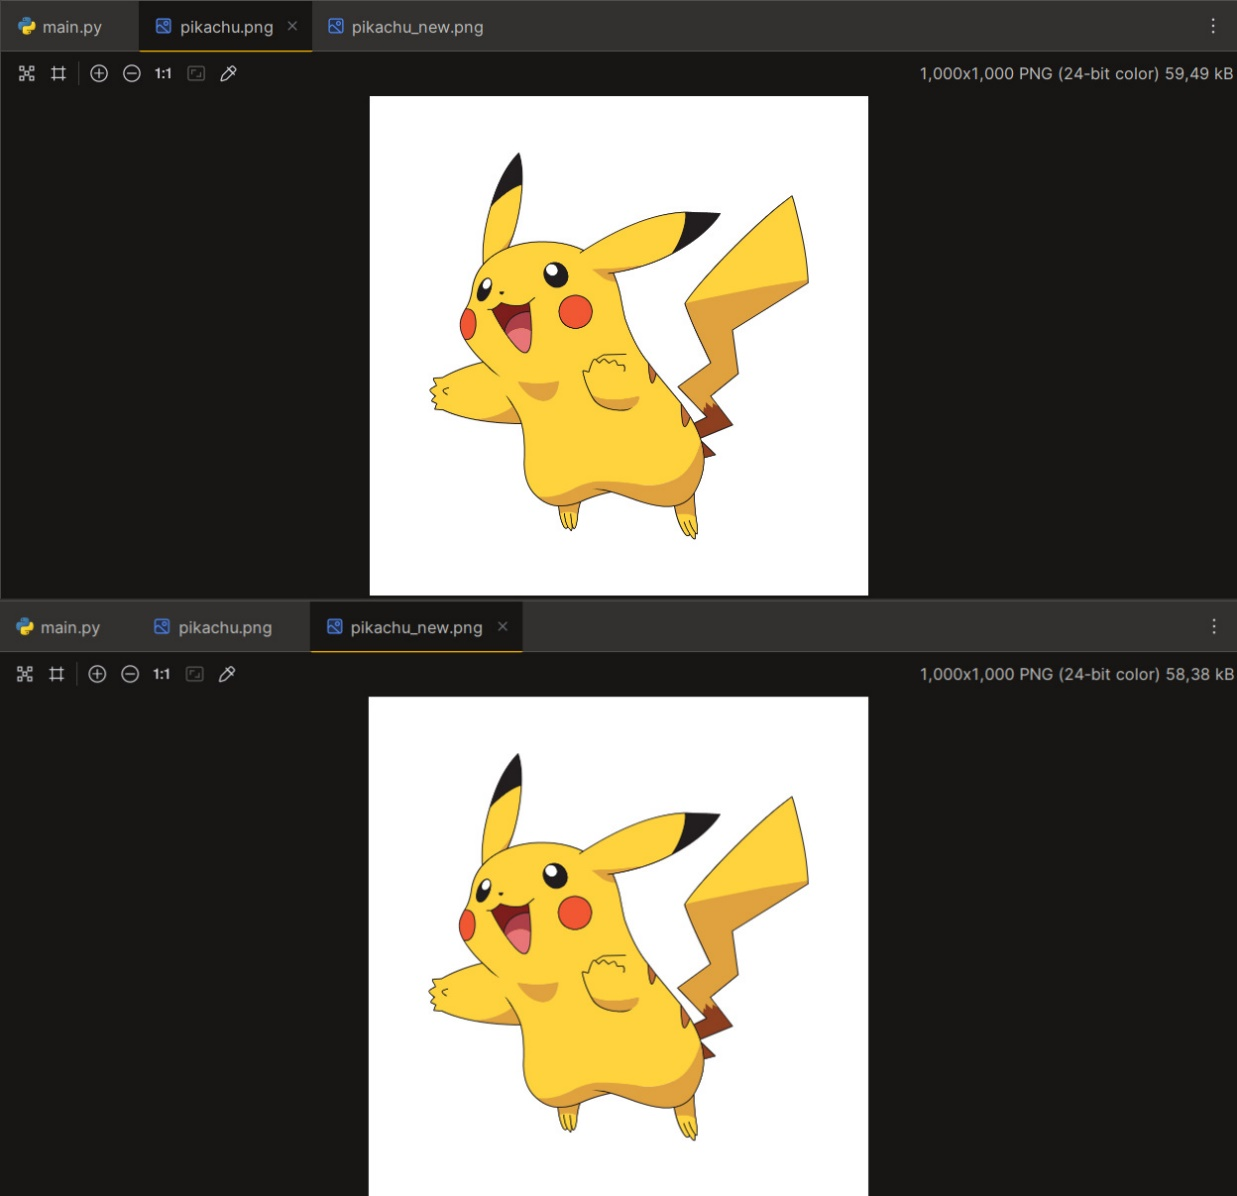 main.py pikachu.png pikachu_new.png
1:1 1,000x1,000 PNG (24-bit color) 59,49 kB
main.py pikachu.png pikachu_new.png
1:1 1,000x1,000 PNG (24-bit color) 58,38 kB